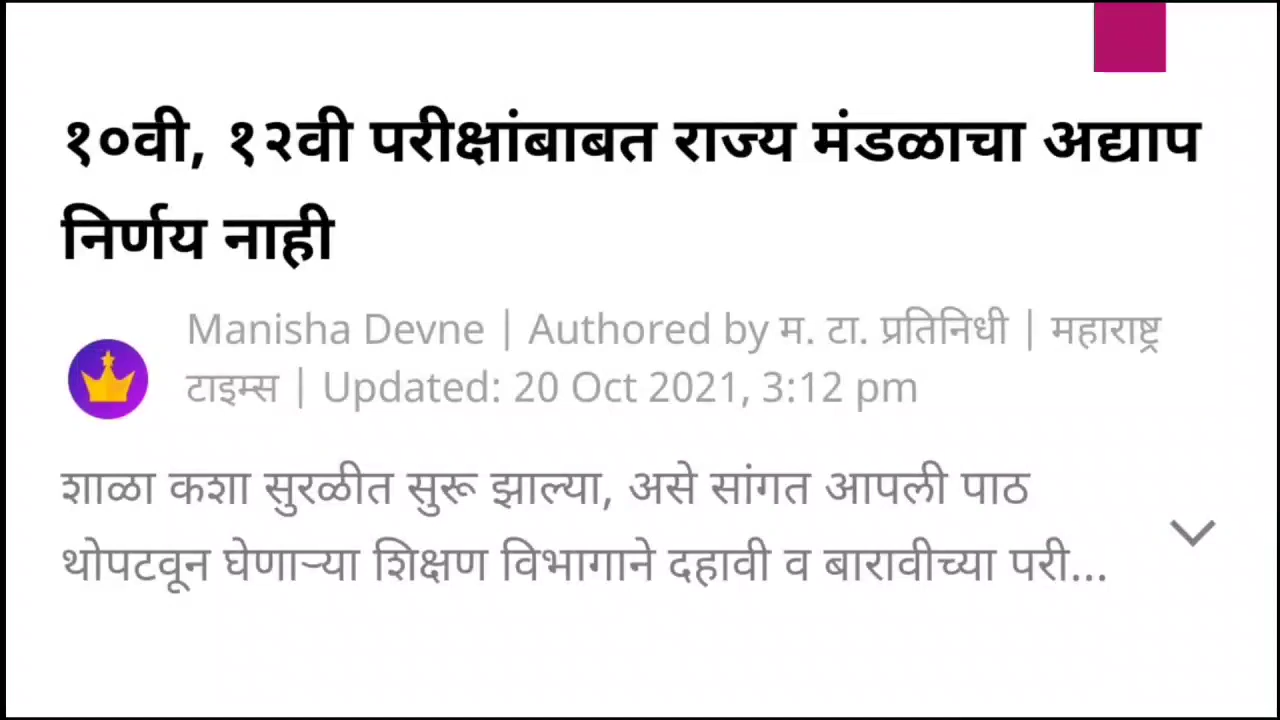 १०वी, १२वी परीक्षांबाबत राज्य मंडळाचा अद्याप
निर्णय नाही
Manisha Devne | Authored by म. टा. प्रतिनिधी | महाराष्ट्र
टाइम्स | Updated: 20 Oct 2021, 3:12 pm
शाळा कशा सुरळीत सुरू झाल्या, असे सांगत आपली पाठ
थोपटवून घेणाऱ्या शिक्षण विभागाने दहावी व बारावीच्या परी...